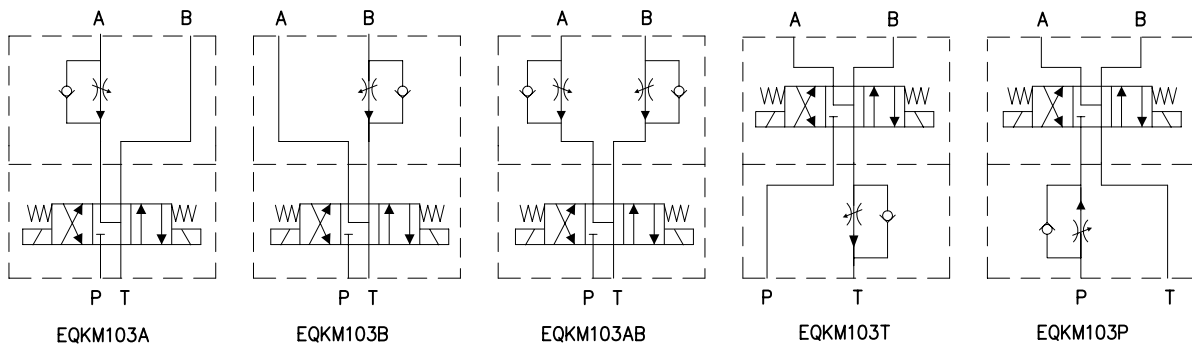 A B
P T
EQKM103A
A B
P T
EQKM103B
A B
P T
EQKM103AB
A B
P T
EQKM103T
A B
P T
EQKM103P